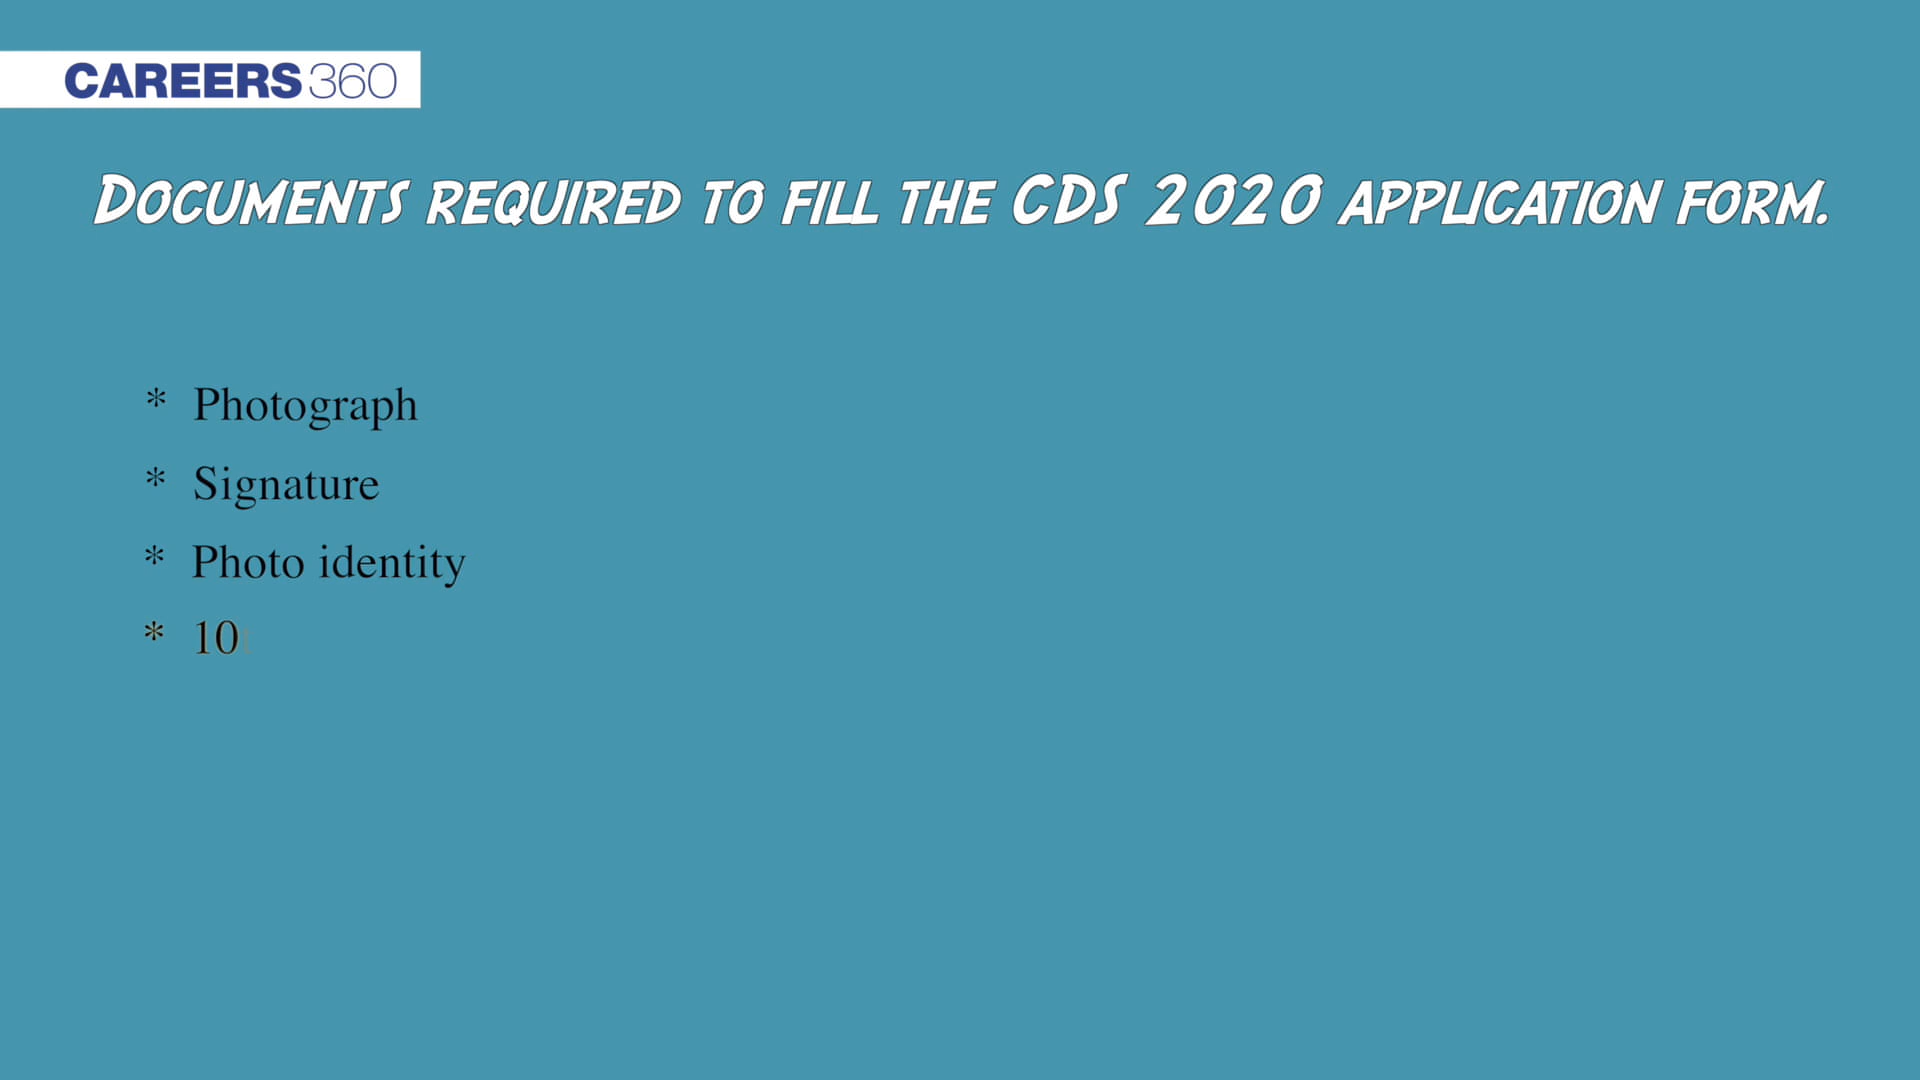 CAREERS360
DOCUMENTS REQUIRED TO FILL THE CDS 2020 APPLICATION FORM.
* Photograph
* Signature
* Photo identity
* 10